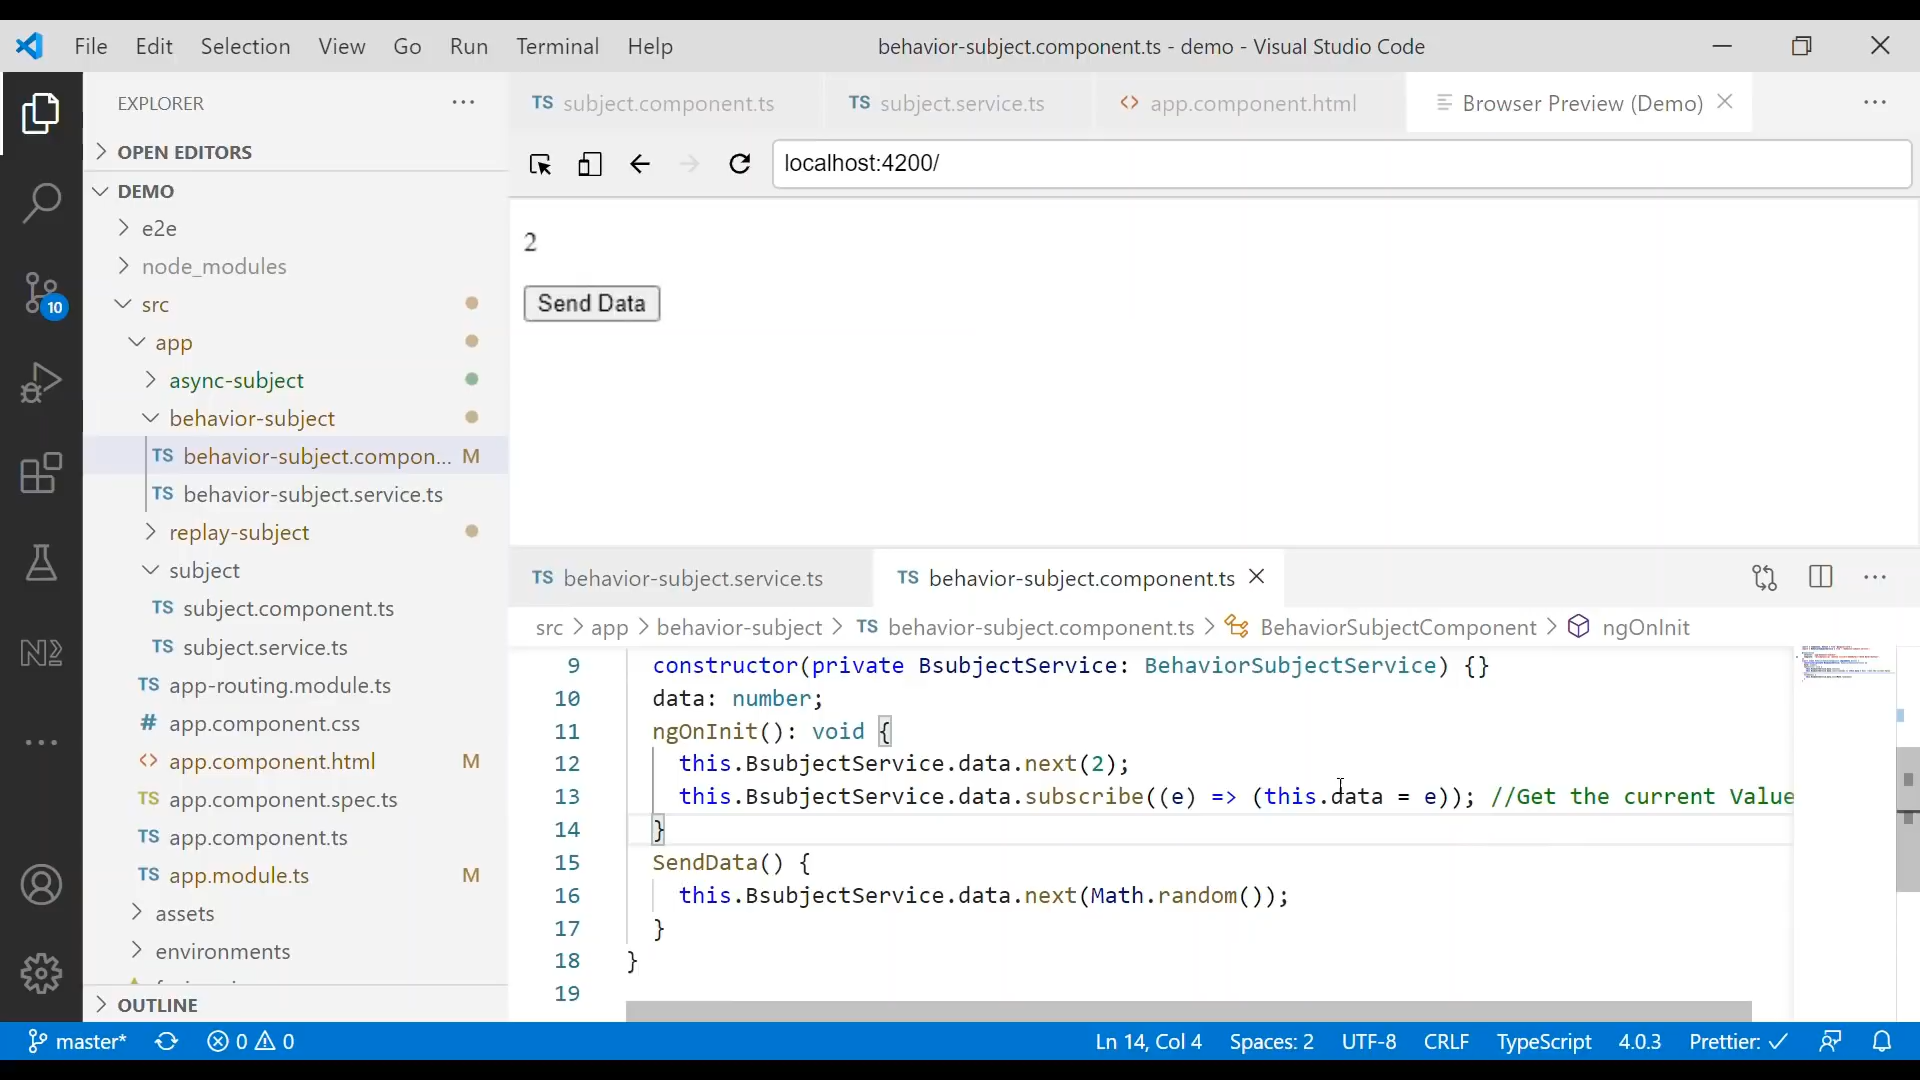 File Edit Selection View Go Run Terminal Help behavior-subject.component.ts - demo - Visual Studio Code
EXPLORER
OPEN EDITORS
DEMO
e2e
node_modules
src
app
async-subject
behavior-subject
TS behavior-subject.compon... M
TS behavior-subject.service.ts
replay-subject
subject
TS subject.component.ts
TS subject.service.ts
TS app-routing.module.ts
# app.component.css
<> app.component.html M
TS app.component.spec.ts
TS app.component.ts
TS app.module.ts M
assets
environments
OUTLINE
10
TS subject.component.ts TS subject.service.ts <> app.component.html Browser Preview (Demo)
localhost:4200/
2
Send Data
TS behavior-subject.service.ts TS behavior-subject.component.ts
src > app > behavior-subject > TS behavior-subject.component.ts > BehaviorSubjectComponent > ngOnInit
9 constructor(private BsubjectService: BehaviorSubjectService) {}
10 data: number;
11 ngOnInit(): void {
12 this.BsubjectService.data.next(2);
13 this.BsubjectService.data.subscribe((e) => (this.data = e)); //Get the current Value
14 }
15 SendData() {
16 this.BsubjectService.data.next(Math.random());
17 }
18 }
19
master* 0 0 Ln 14, Col 4 Spaces: 2 UTF-8 CRLF TypeScript 4.0.3 Prettier: ✓